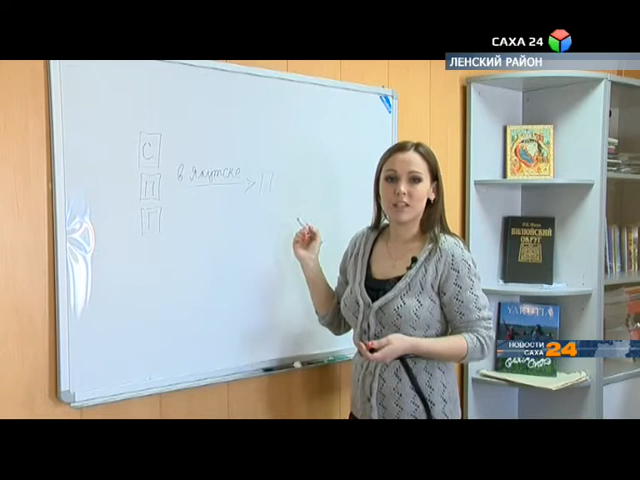 САХА 24
ЛЕНСКИЙ РАЙОН
С
в Якутске
П
> П
Т
ВИЛЮЙСКИЙ
ОКРУГ
YAKUTIA
НОВОСТИ
САХА 24